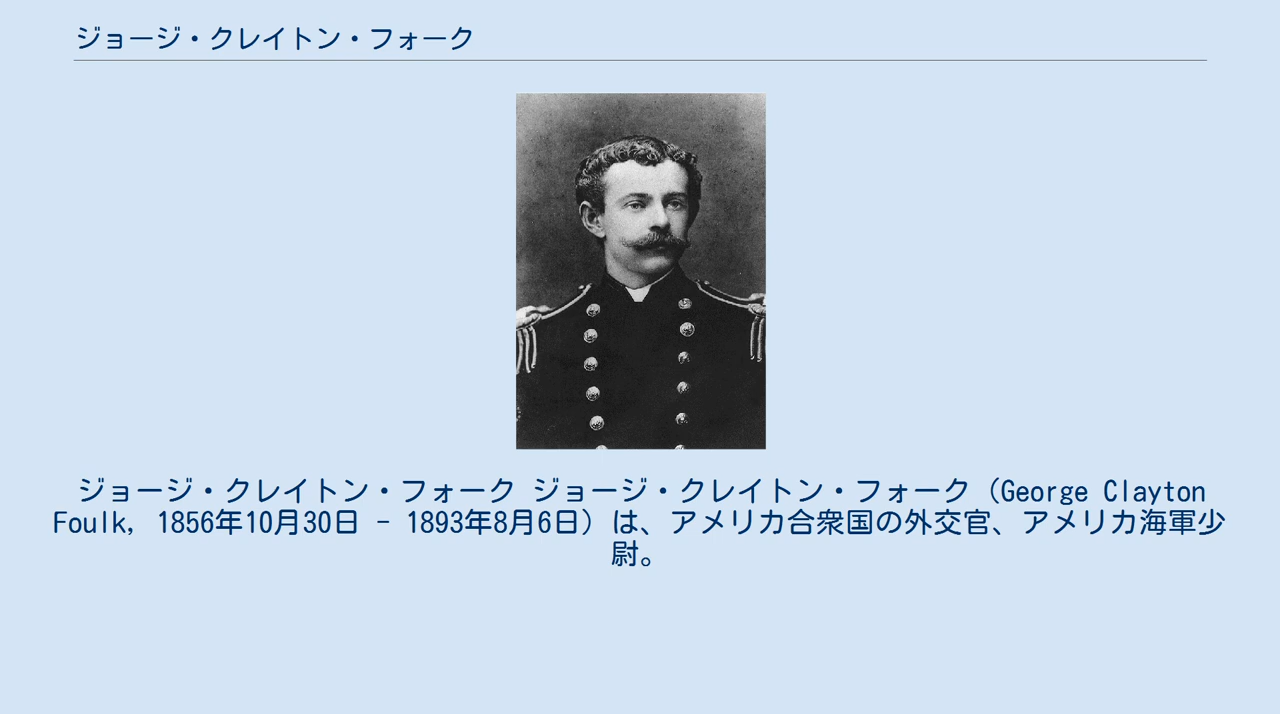 ジョージ・クレイトン・フォーク
ジョージ・クレイトン・フォーク ジョージ・クレイトン・フォーク（George Clayton
Foulk, 1856年10月30日 - 1893年8月6日）は、アメリカ合衆国の外交官、アメリカ海軍少
尉。